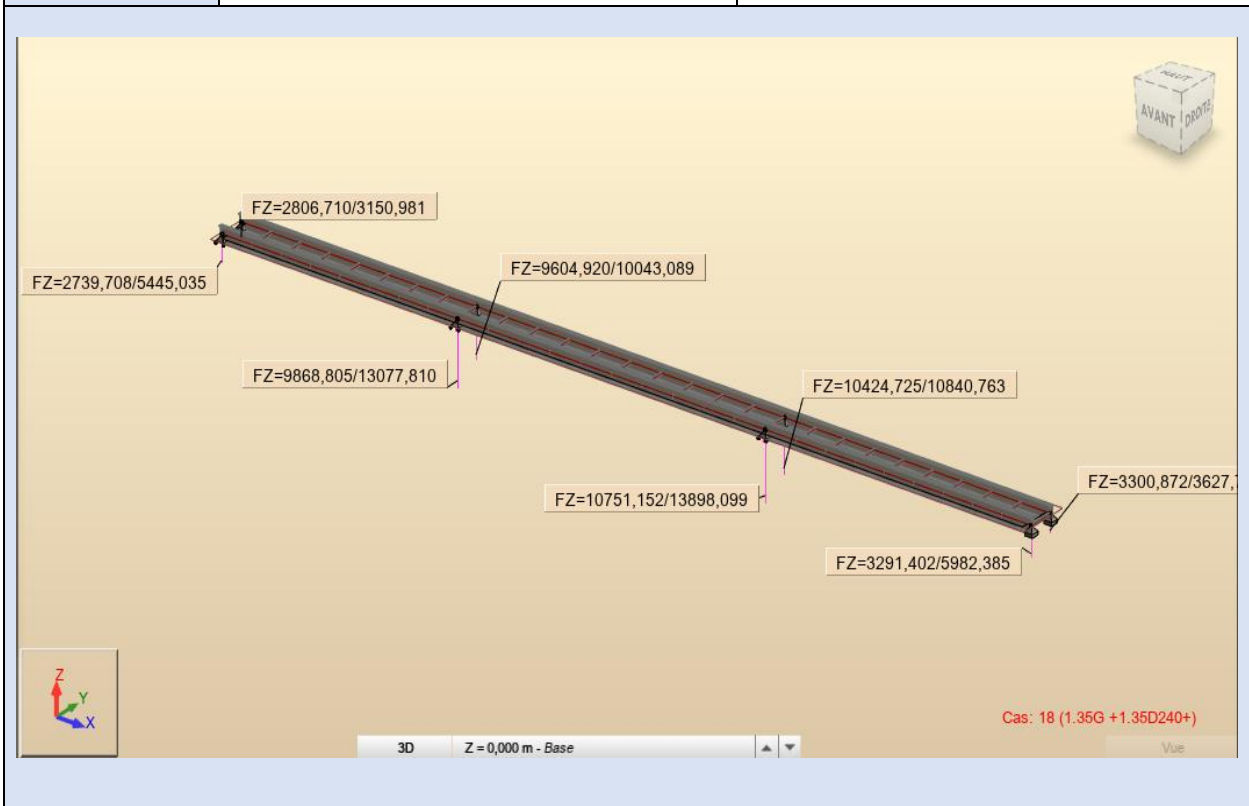 HAUT
AVANT
DROITE
FZ=2806,710/3150,981
FZ=2739,708/5445,035
FZ=9604,920/10043,089
FZ=9868,805/13077,810
FZ=10424,725/10840,763
FZ=3300,872/3627,
FZ=10751,152/13898,099
FZ=3291,402/5982,385
Z
Y
X
Cas: 18 (1.35G +1.35D240+)
3D Z = 0,000 m - Base
Vue